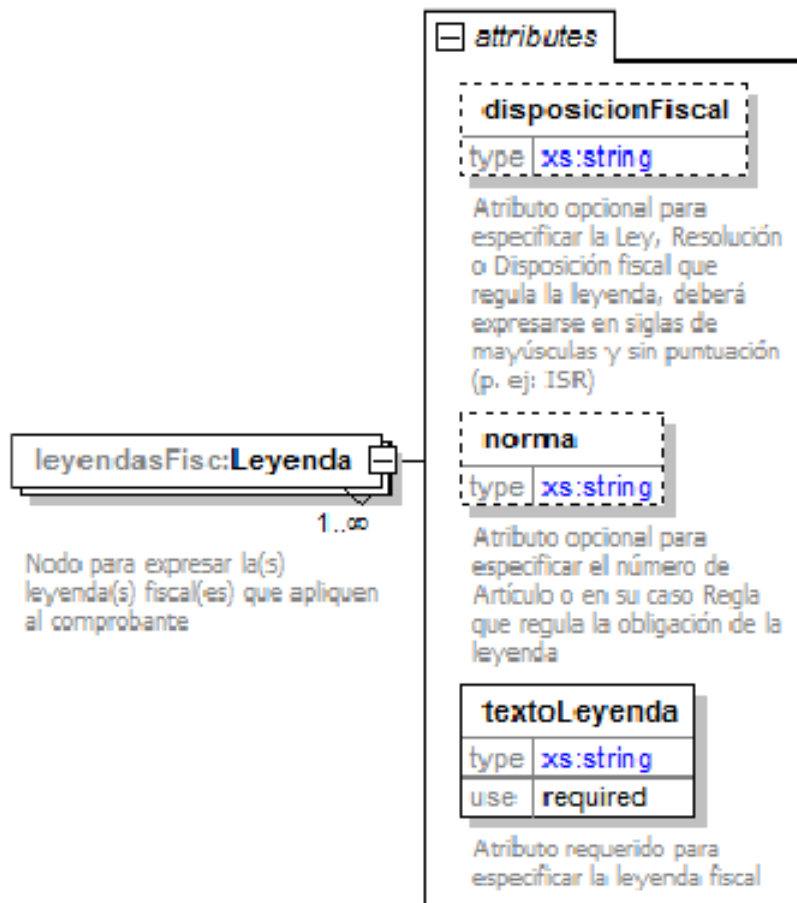 attributes
disposicionFiscal
type xs:string
Atributo opcional para
especificar la Ley, Resolución
o Disposición fiscal que
regula la leyenda, deberá
expresarse en siglas de
mayúsculas y sin puntuación
(p. ej: ISR)
norma
type xs:string
Atributo opcional para
especificar el número de
Artículo o en su caso Regla
que regula la obligación de la
leyenda
textoLeyenda
type xs:string
use required
Atributo requerido para
especificar la leyenda fiscal
leyendasFisc:Leyenda
1..∞
Nodo para expresar la(s)
leyenda(s) fiscal(es) que apliquen
al comprobante